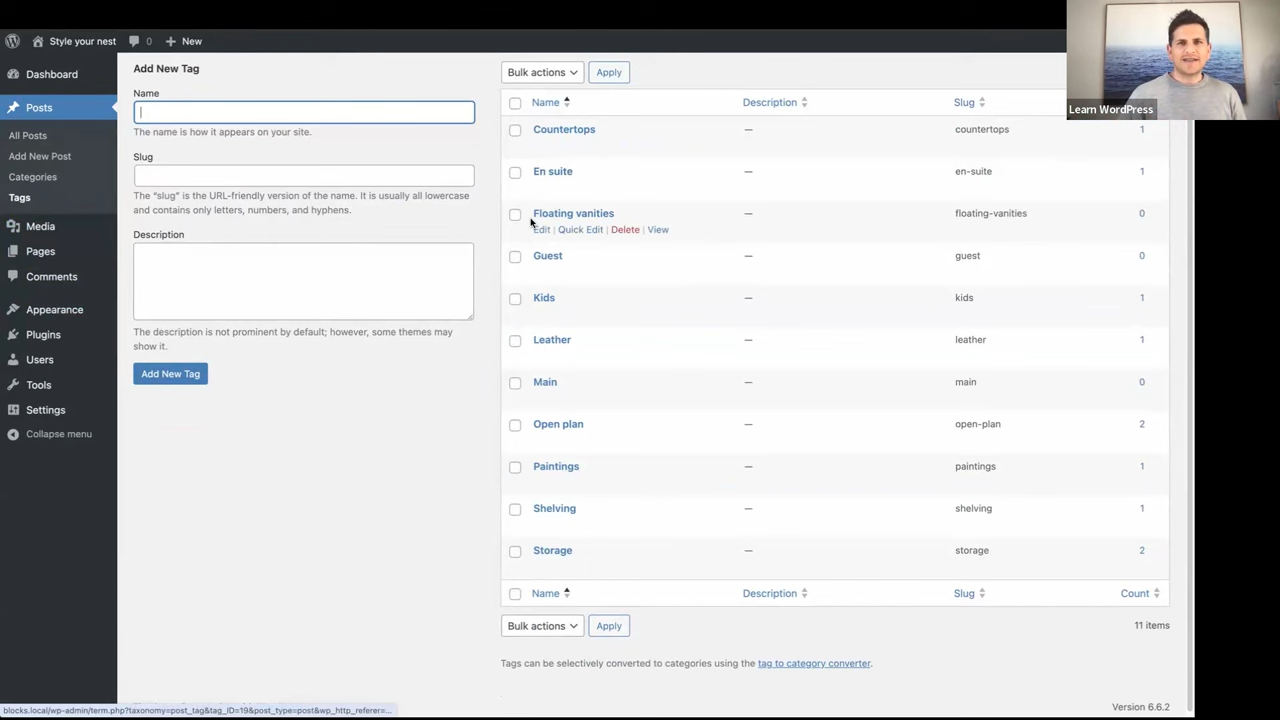 Style your nest
0
New
Dashboard
Posts
All Posts
Add New Post
Categories
Tags
Media
Pages
Comments
Appearance
Plugins
Users
Tools
Settings
Collapse menu
Add New Tag
Name
The name is how it appears on your site.
Slug
The “slug” is the URL-friendly version of the name. It is usually all lowercase
and contains only letters, numbers, and hyphens.
Description
The description is not prominent by default; however, some themes may
show it.
Add New Tag
Bulk actions Apply
Name Description Slug
Countertops — countertops 1
En suite — en-suite 1
Floating vanities — floating-vanities 0
Edit | Quick Edit | Delete | View
Guest — guest 0
Kids — kids 1
Leather — leather 1
Main — main 0
Open plan — open-plan 2
Paintings — paintings 1
Shelving — shelving 1
Storage — storage 2
Name Description Slug Count
Bulk actions Apply
11 items
Tags can be selectively converted to categories using the tag to category converter.
Version 6.6.2
blocks.local/wp-admin/term.php?taxonomy=post_tag&tag_ID=19&post_type=post&wp_http_referer=...
Learn WordPress